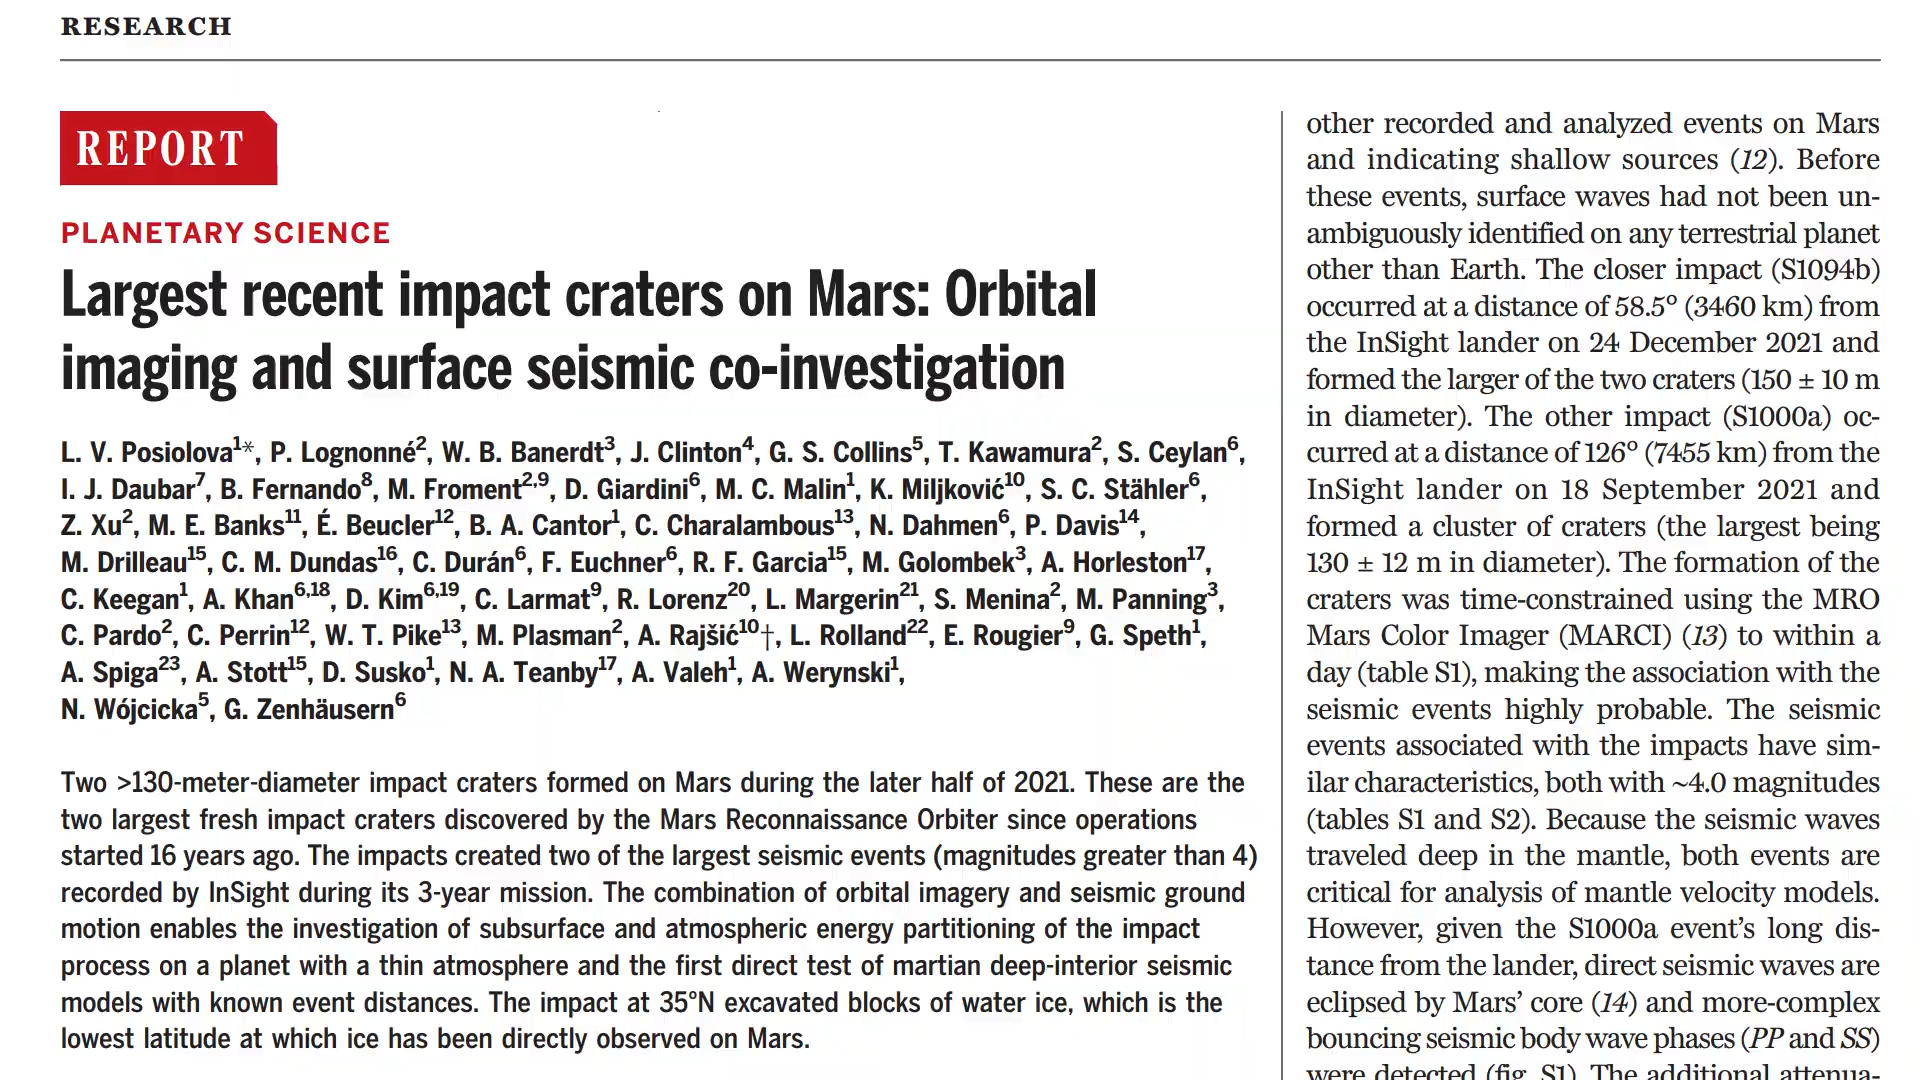 RESEARCH
REPORT
PLANETARY SCIENCE
Largest recent impact craters on Mars: Orbital
imaging and surface seismic co-investigation
L. V. Posiolova1*, P. Lognonné2, W. B. Banerdt3, J. Clinton4, G. S. Collins5, T. Kawamura2, S. Ceylan6,
I. J. Daubar7, B. Fernando8, M. Froment2,9, D. Giardini6, M. C. Malin1, K. Miljković10, S. C. Stähler6,
Z. Xu2, M. E. Banks11, É. Beucler12, B. A. Cantor1, C. Charalambous13, N. Dahmen6, P. Davis14,
M. Drilleau15, C. M. Dundas16, C. Durán6, F. Euchner6, R. F. Garcia15, M. Golombek3, A. Horleston17,
C. Keegan1, A. Khan6,18, D. Kim6,19, C. Larmat9, R. Lorenz20, L. Margerin21, S. Menina2, M. Panning3,
C. Pardo2, C. Perrin12, W. T. Pike13, M. Plasman2, A. Rajšić10†, L. Rolland22, E. Rougier9, G. Speth1,
A. Spiga23, A. Stott15, D. Susko1, N. A. Teanby17, A. Valeh1, A. Werynski1,
N. Wójcicka5, G. Zenhäusern6
Two >130-meter-diameter impact craters formed on Mars during the later half of 2021. These are the
two largest fresh impact craters discovered by the Mars Reconnaissance Orbiter since operations
started 16 years ago. The impacts created two of the largest seismic events (magnitudes greater than 4)
recorded by InSight during its 3-year mission. The combination of orbital imagery and seismic ground
motion enables the investigation of subsurface and atmospheric energy partitioning of the impact
process on a planet with a thin atmosphere and the first direct test of martian deep-interior seismic
models with known event distances. The impact at 35°N excavated blocks of water ice, which is the
lowest latitude at which ice has been directly observed on Mars.
other recorded and analyzed events on Mars
and indicating shallow sources (12). Before
these events, surface waves had not been un-
ambiguously identified on any terrestrial planet
other than Earth. The closer impact (S1094b)
occurred at a distance of 58.5° (3460 km) from
the InSight lander on 24 December 2021 and
formed the larger of the two craters (150 ± 10 m
in diameter). The other impact (S1000a) oc-
curred at a distance of 126° (7455 km) from the
InSight lander on 18 September 2021 and
formed a cluster of craters (the largest being
130 ± 12 m in diameter). The formation of the
craters was time-constrained using the MRO
Mars Color Imager (MARCI) (13) to within a
day (table S1), making the association with the
seismic events highly probable. The seismic
events associated with the impacts have sim-
ilar characteristics, both with ~4.0 magnitudes
(tables S1 and S2). Because the seismic waves
traveled deep in the mantle, both events are
critical for analysis of mantle velocity models.
However, given the S1000a event's long dis-
tance from the lander, direct seismic waves are
eclipsed by Mars' core (14) and more-complex
bouncing seismic body wave phases (PP and SS)
were detected (fig. S1). The additional attenua-